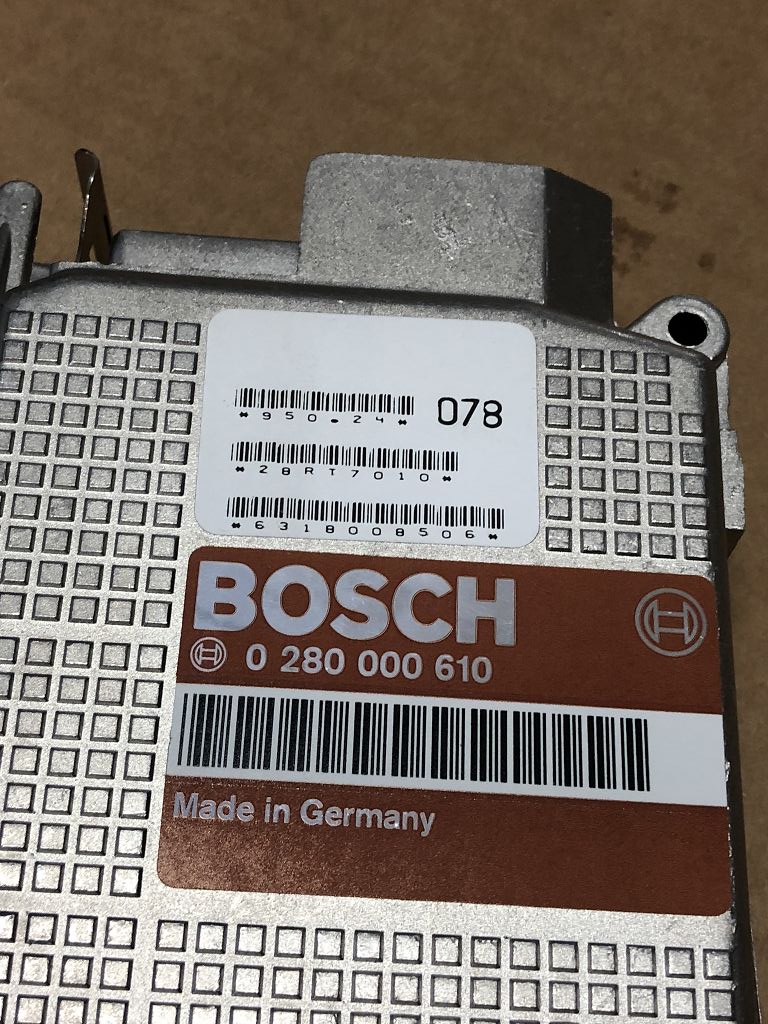 *950.24* 078
*28RT7010*
*6318008506*
BOSCH
0 280 000 610
Made in Germany